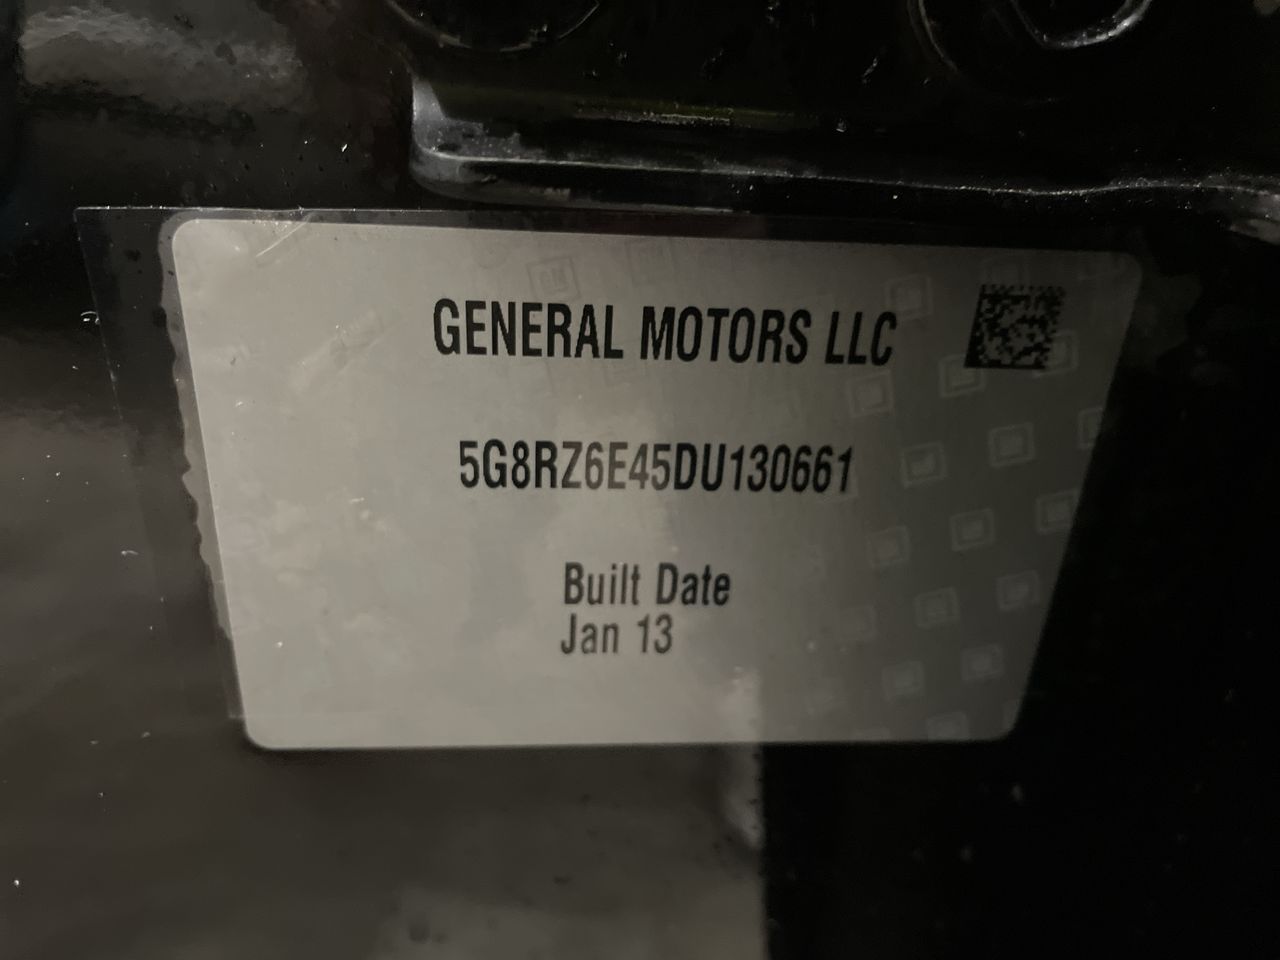 GENERAL MOTORS LLC
5G8RZ6E45DU130661
Built Date
Jan 13